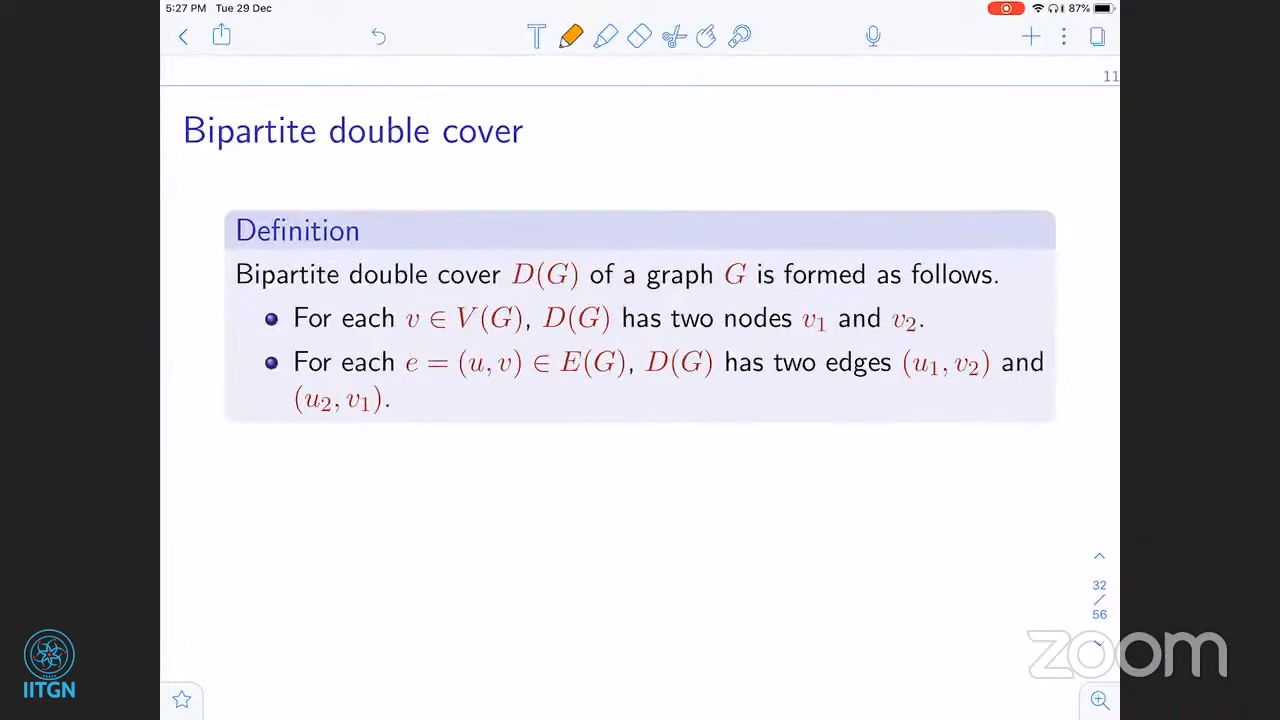 5:27 PM Tue 29 Dec
87%
T
11
Bipartite double cover
Definition
Bipartite double cover D(G) of a graph G is formed as follows.
For each v ∈ V(G), D(G) has two nodes v₁ and v₂.
For each e = (u, v) ∈ E(G), D(G) has two edges (u₁, v₂) and
(u₂, v₁).
32
/
56
zoom
IITGN